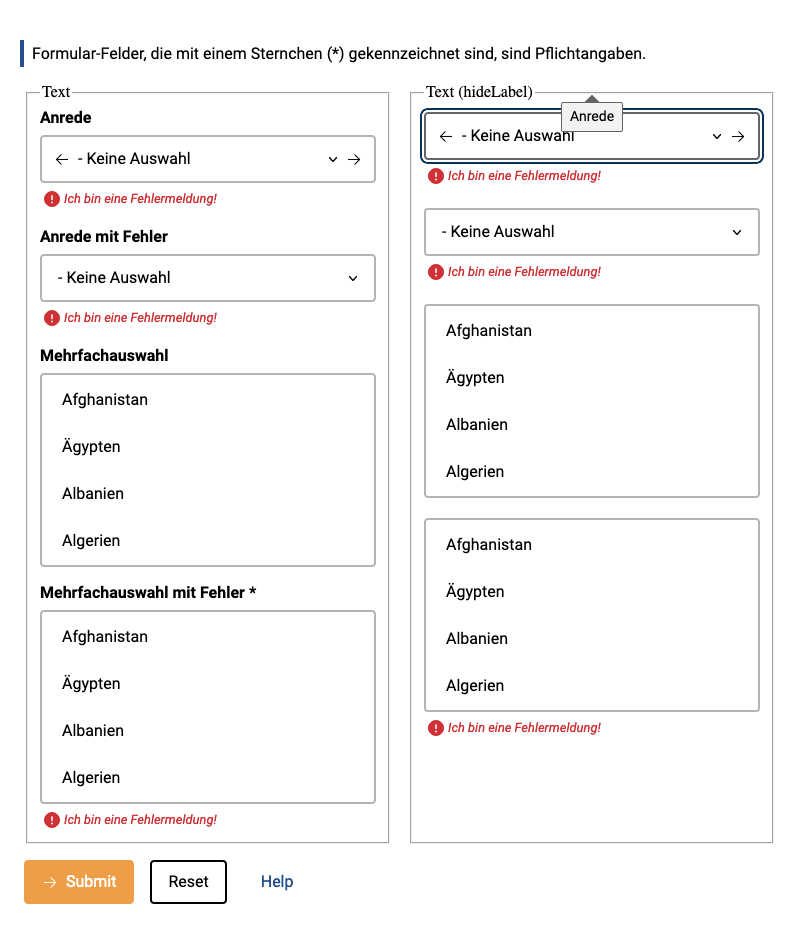 Formular-Felder, die mit einem Sternchen (*) gekennzeichnet sind, sind Pflichtangaben.
Text
Anrede
← - Keine Auswahl →
Ich bin eine Fehlermeldung!
Anrede mit Fehler
- Keine Auswahl
Ich bin eine Fehlermeldung!
Mehrfachauswahl
Afghanistan
Ägypten
Albanien
Algerien
Mehrfachauswahl mit Fehler *
Afghanistan
Ägypten
Albanien
Algerien
Ich bin eine Fehlermeldung!
Text (hideLabel)
Anrede
← - Keine Auswahl →
Ich bin eine Fehlermeldung!
- Keine Auswahl
Ich bin eine Fehlermeldung!
Afghanistan
Ägypten
Albanien
Algerien
Afghanistan
Ägypten
Albanien
Algerien
Ich bin eine Fehlermeldung!
→ Submit Reset Help